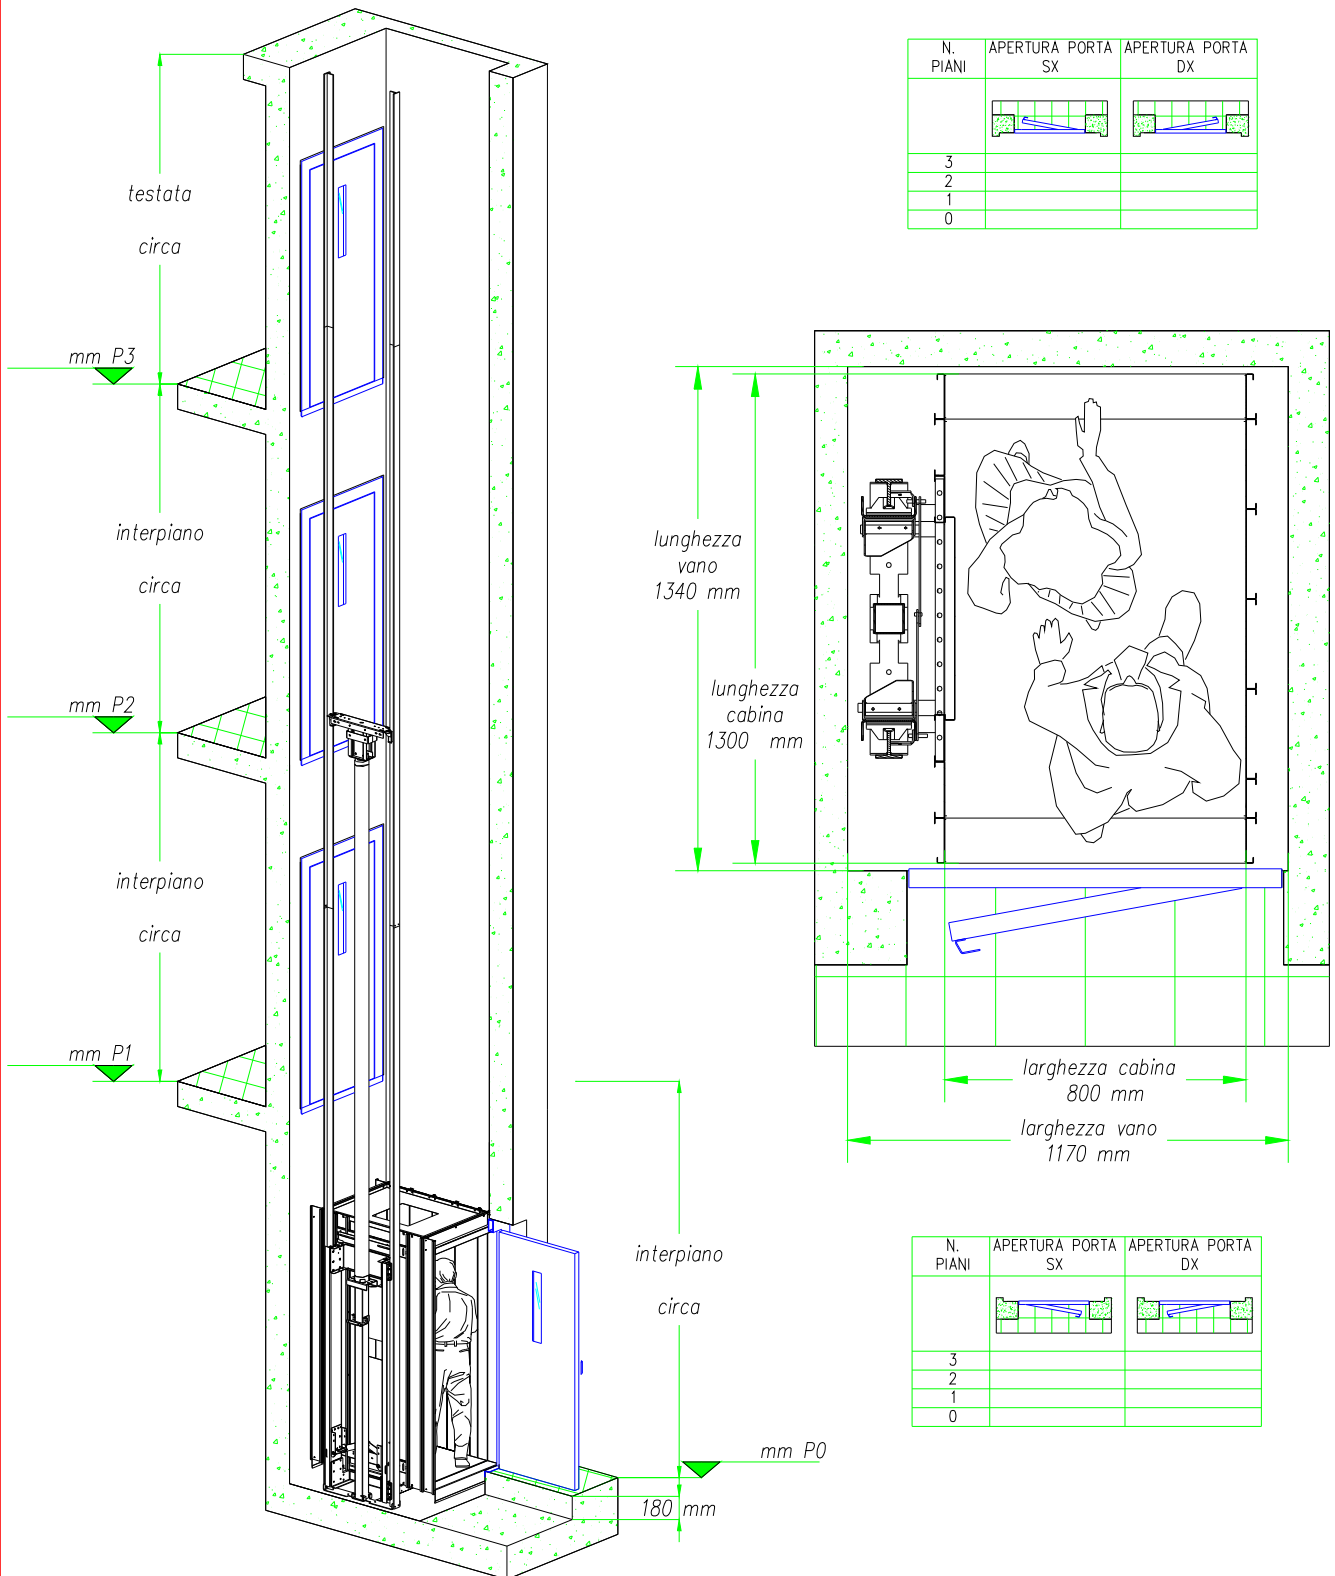 testata
circa
mm P3
interpiano
circa
mm P2
interpiano
circa
mm P1
interpiano
circa
mm P0
180 mm
N. PIANI APERTURA PORTA SX APERTURA PORTA DX
3
2
1
0
lunghezza
vano
1340 mm
lunghezza
cabina
1300 mm
larghezza cabina
800 mm
larghezza vano
1170 mm
N. PIANI APERTURA PORTA SX APERTURA PORTA DX
3
2
1
0